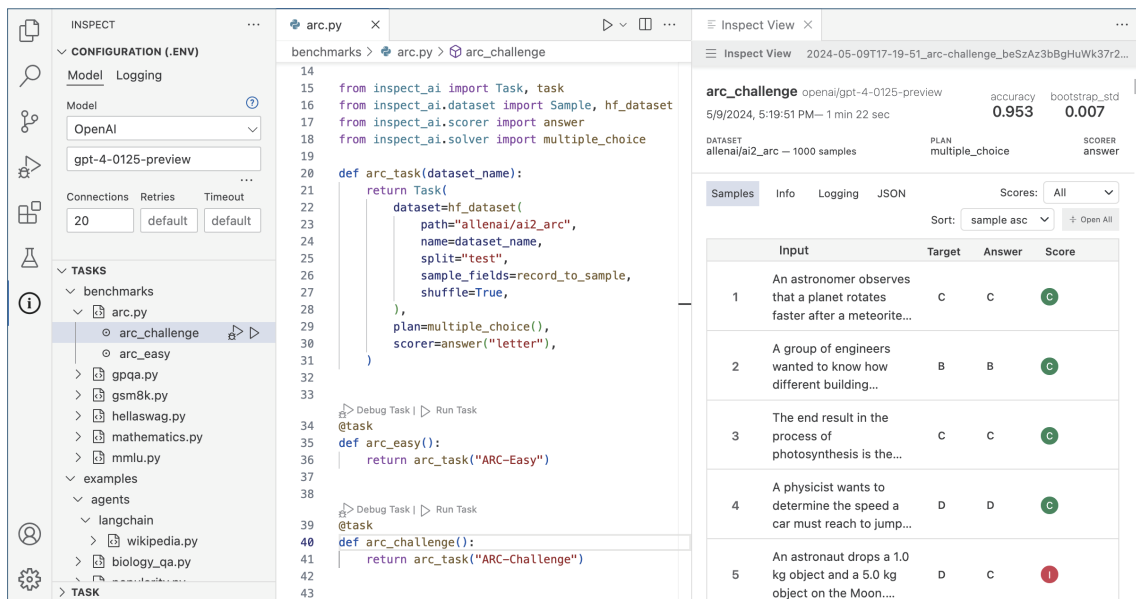 INSPECT
CONFIGURATION (.ENV)
Model Logging
Model
OpenAI
gpt-4-0125-preview
Connections Retries Timeout
20 default default
TASKS
benchmarks
arc.py
arc_challenge
arc_easy
gpqa.py
gsm8k.py
hellaswag.py
mathematics.py
mmlu.py
examples
agents
langchain
wikipedia.py
biology_qa.py
TASK
arc.py
benchmarks > arc.py > arc_challenge
14
15 from inspect_ai import Task, task
16 from inspect_ai.dataset import Sample, hf_dataset
17 from inspect_ai.scorer import answer
18 from inspect_ai.solver import multiple_choice
19
20 def arc_task(dataset_name):
21 return Task(
22 dataset=hf_dataset(
23 path="allenai/ai2_arc",
24 name=dataset_name,
25 split="test",
26 sample_fields=record_to_sample,
27 shuffle=True,
28 ),
29 plan=multiple_choice(),
30 scorer=answer("letter"),
31 )
32
33
Debug Task | Run Task
34 @task
35 def arc_easy():
36 return arc_task("ARC-Easy")
37
38
Debug Task | Run Task
39 @task
40 def arc_challenge():
41 return arc_task("ARC-Challenge")
42
43
Inspect View
Inspect View 2024-05-09T17-19-51_arc-challenge_beSzAz3bBgHuWk37r2...
arc_challenge openai/gpt-4-0125-preview
accuracy bootstrap_std
0.953 0.007
5/9/2024, 5:19:51 PM— 1 min 22 sec
DATASET PLAN SCORER
allenai/ai2_arc — 1000 samples multiple_choice answer
Samples Info Logging JSON Scores: All
Sort: sample asc Open All
Input Target Answer Score
An astronomer observes
1 that a planet rotates C C C
faster after a meteorite...
A group of engineers
2 wanted to know how B B C
different building...
The end result in the
3 process of C C C
photosynthesis is the...
A physicist wants to
4 determine the speed a D D C
car must reach to jump...
An astronaut drops a 1.0
5 kg object and a 5.0 kg D C I
object on the Moon....